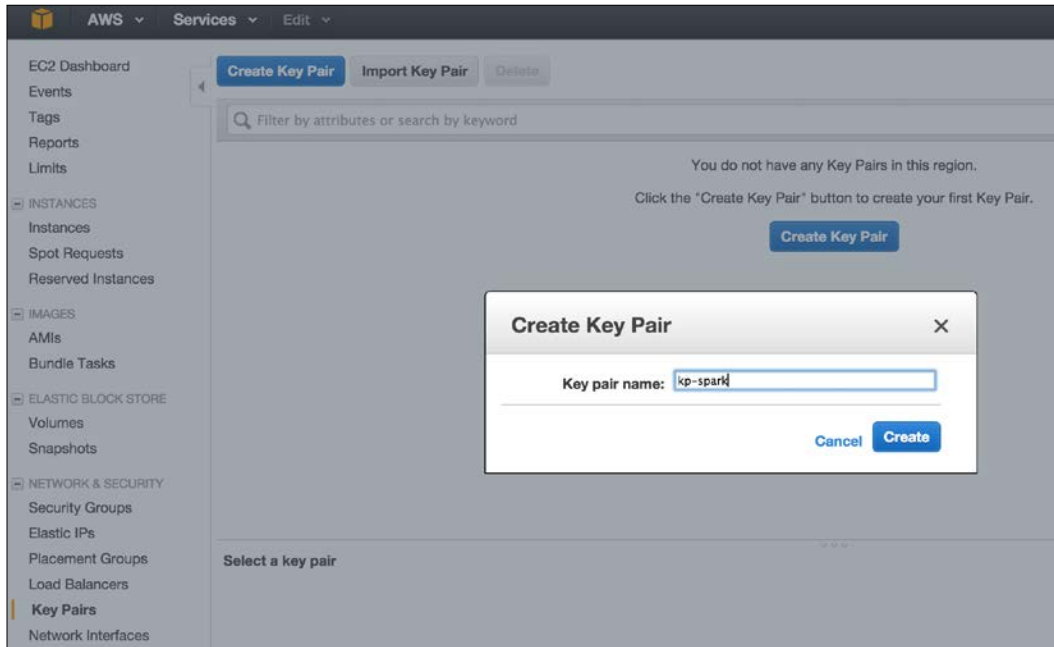 AWS Services Edit
EC2 Dashboard
Events
Tags
Reports
Limits
INSTANCES
Instances
Spot Requests
Reserved Instances
IMAGES
AMIs
Bundle Tasks
ELASTIC BLOCK STORE
Volumes
Snapshots
NETWORK & SECURITY
Security Groups
Elastic IPs
Placement Groups
Load Balancers
Key Pairs
Network Interfaces
Create Key Pair Import Key Pair Delete
Filter by attributes or search by keyword
You do not have any Key Pairs in this region.
Click the "Create Key Pair" button to create your first Key Pair.
Create Key Pair
Create Key Pair
Key pair name: kp-spark
Cancel Create
Select a key pair